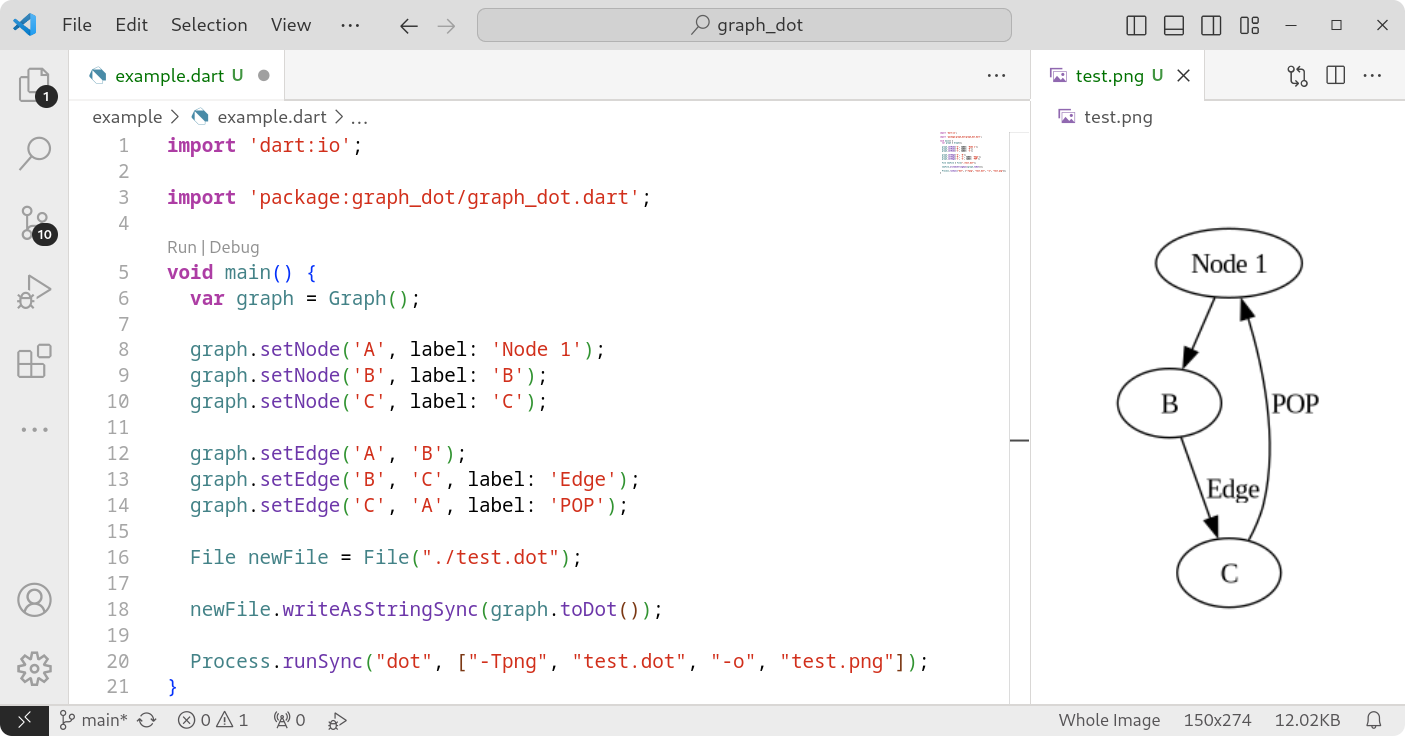 File Edit Selection View ··· graph_dot
example.dart U
example > example.dart > ...
1 import 'dart:io';
2
3 import 'package:graph_dot/graph_dot.dart';
4
Run | Debug
5 void main() {
6 var graph = Graph();
7
8 graph.setNode('A', label: 'Node 1');
9 graph.setNode('B', label: 'B');
10 graph.setNode('C', label: 'C');
11
12 graph.setEdge('A', 'B');
13 graph.setEdge('B', 'C', label: 'Edge');
14 graph.setEdge('C', 'A', label: 'POP');
15
16 File newFile = File("./test.dot");
17
18 newFile.writeAsStringSync(graph.toDot());
19
20 Process.runSync("dot", ["-Tpng", "test.dot", "-o", "test.png"]);
21 }
test.png U
test.png
Node 1
B
POP
Edge
C
1
10
main* 0 1 0
Whole Image 150x274 12.02KB